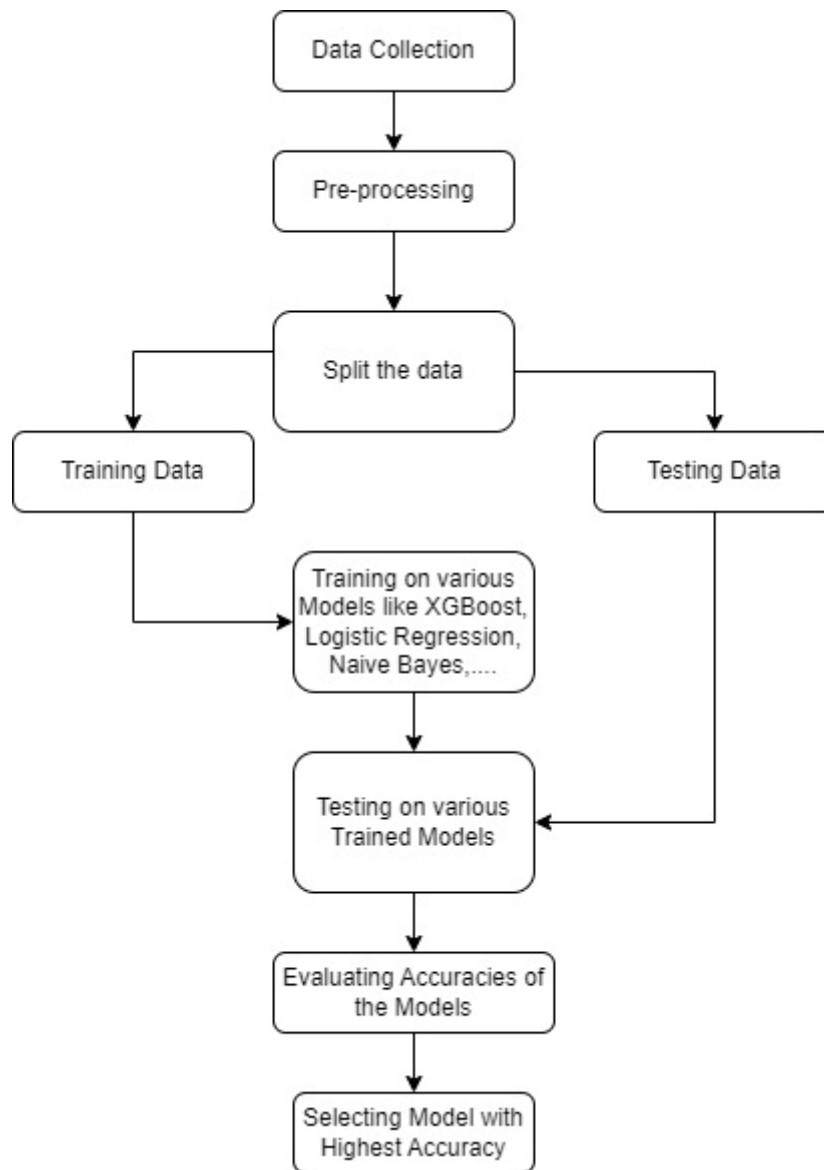 Data Collection
Pre-processing
Split the data
Training Data
Testing Data
Training on various
Models like XGBoost,
Logistic Regression,
Naive Bayes,....
Testing on various
Trained Models
Evaluating Accuracies of
the Models
Selecting Model with
Highest Accuracy